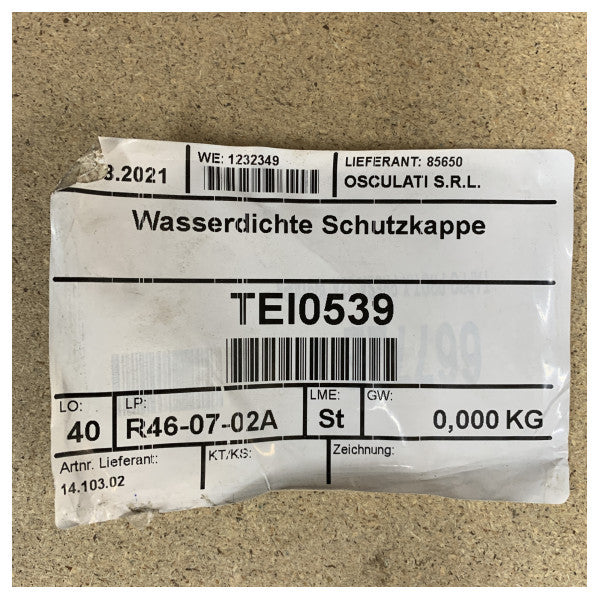 3.2021
WE: 1232349
LIEFERANT: 85650
OSCULATI S.R.L.
Wasserdichte Schutzkappe
TEI0539
LO:
40
LP:
R46-07-02A
LME:
St
GW:
0,000 KG
Artnr. Lieferant:
14.103.02
KT/KS:
Zeichnung: